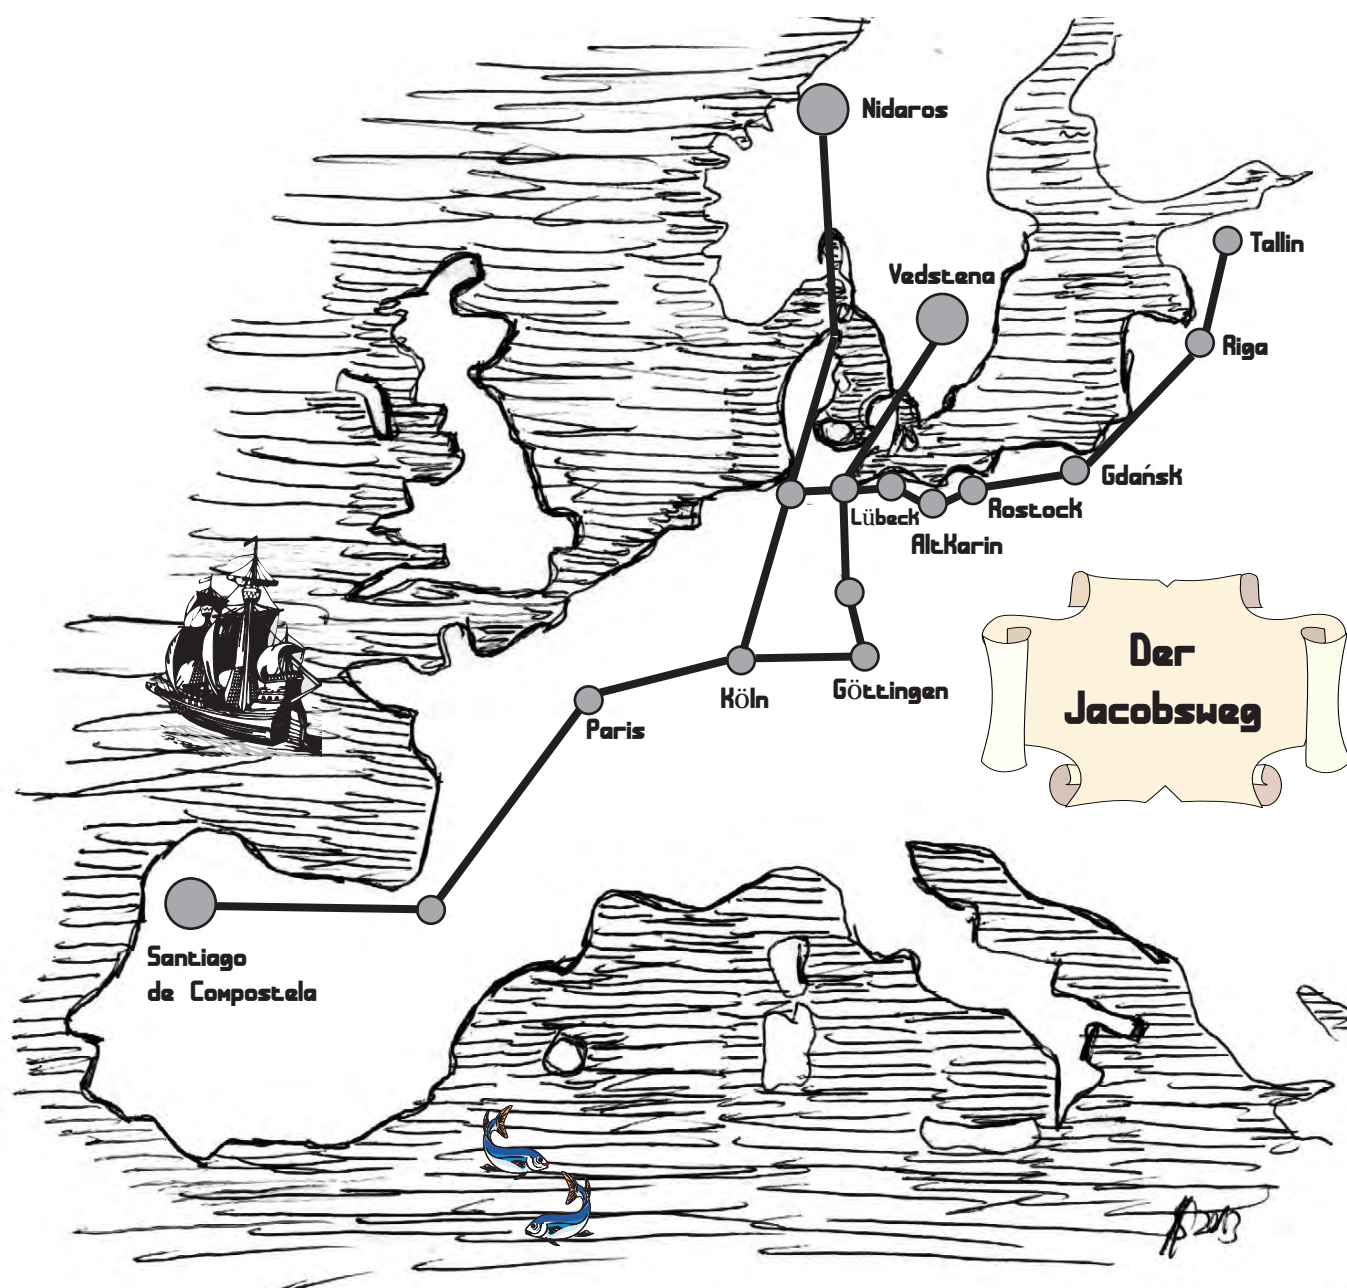 Nidaros
Tallin
Vedstena
Riga
Gdańsk
Rostock
Lübeck
AltKarin
Der
Jacobsweg
Göttingen
Köln
Paris
Santiago
de Compostela